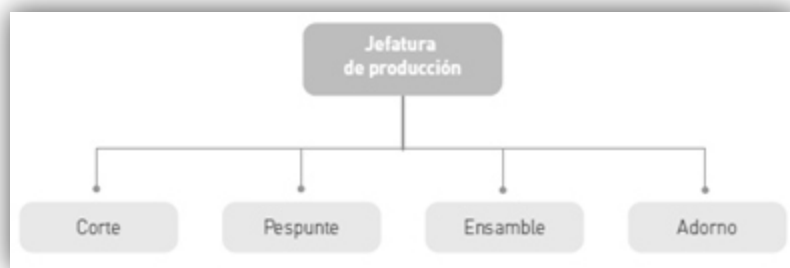 Jefatura
de producción
Corte
Pespunte
Ensamble
Adorno